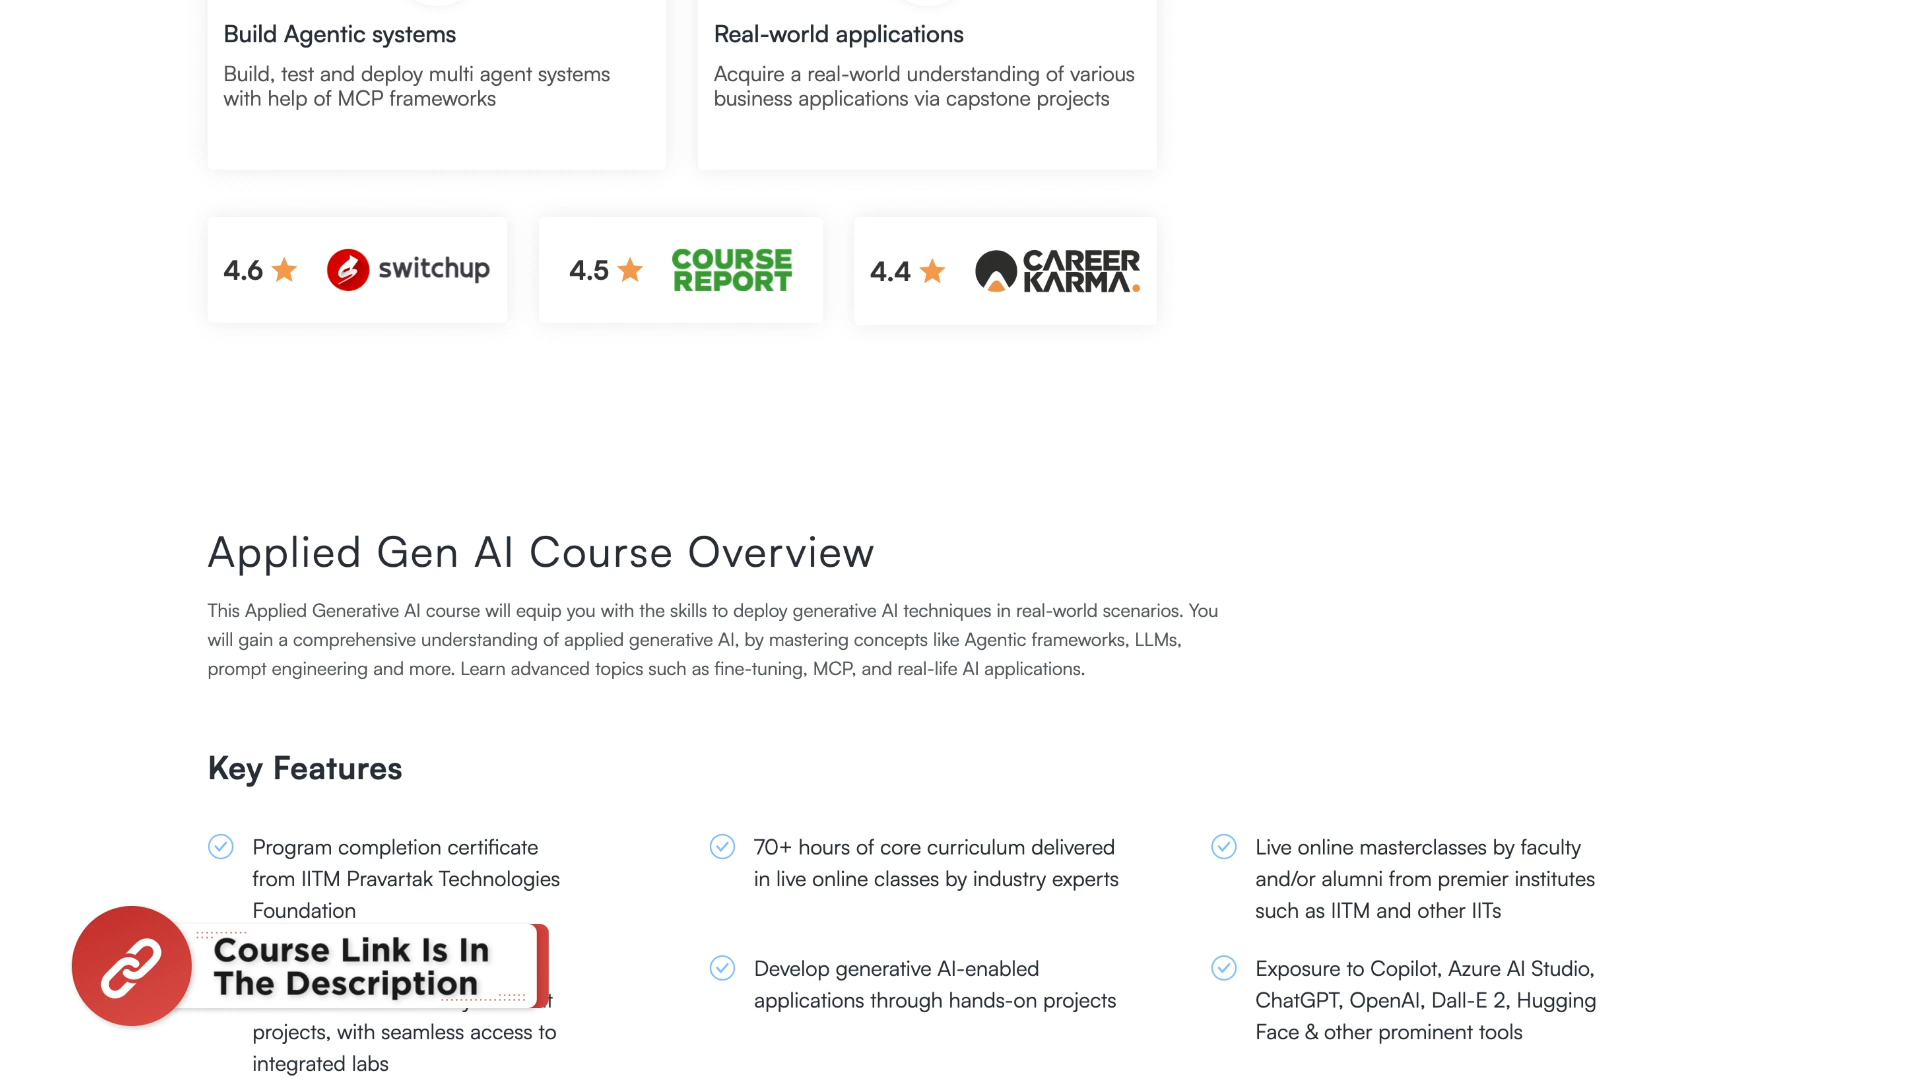 Build Agentic systems
Build, test and deploy multi agent systems
with help of MCP frameworks
Real-world applications
Acquire a real-world understanding of various
business applications via capstone projects
4.6
switchup
4.5
COURSE
REPORT
4.4
CAREER
KARMA.
Applied Gen AI Course Overview
This Applied Generative AI course will equip you with the skills to deploy generative AI techniques in real-world scenarios. You
will gain a comprehensive understanding of applied generative AI, by mastering concepts like Agentic frameworks, LLMs,
prompt engineering and more. Learn advanced topics such as fine-tuning, MCP, and real-life AI applications.
Key Features
Program completion certificate
from IITM Pravartak Technologies
Foundation
70+ hours of core curriculum delivered
in live online classes by industry experts
Live online masterclasses by faculty
and/or alumni from premier institutes
such as IITM and other IITs
projects, with seamless access to
integrated labs
Develop generative AI-enabled
applications through hands-on projects
Exposure to Copilot, Azure AI Studio,
ChatGPT, OpenAI, Dall-E 2, Hugging
Face & other prominent tools
Course Link Is In
The Description